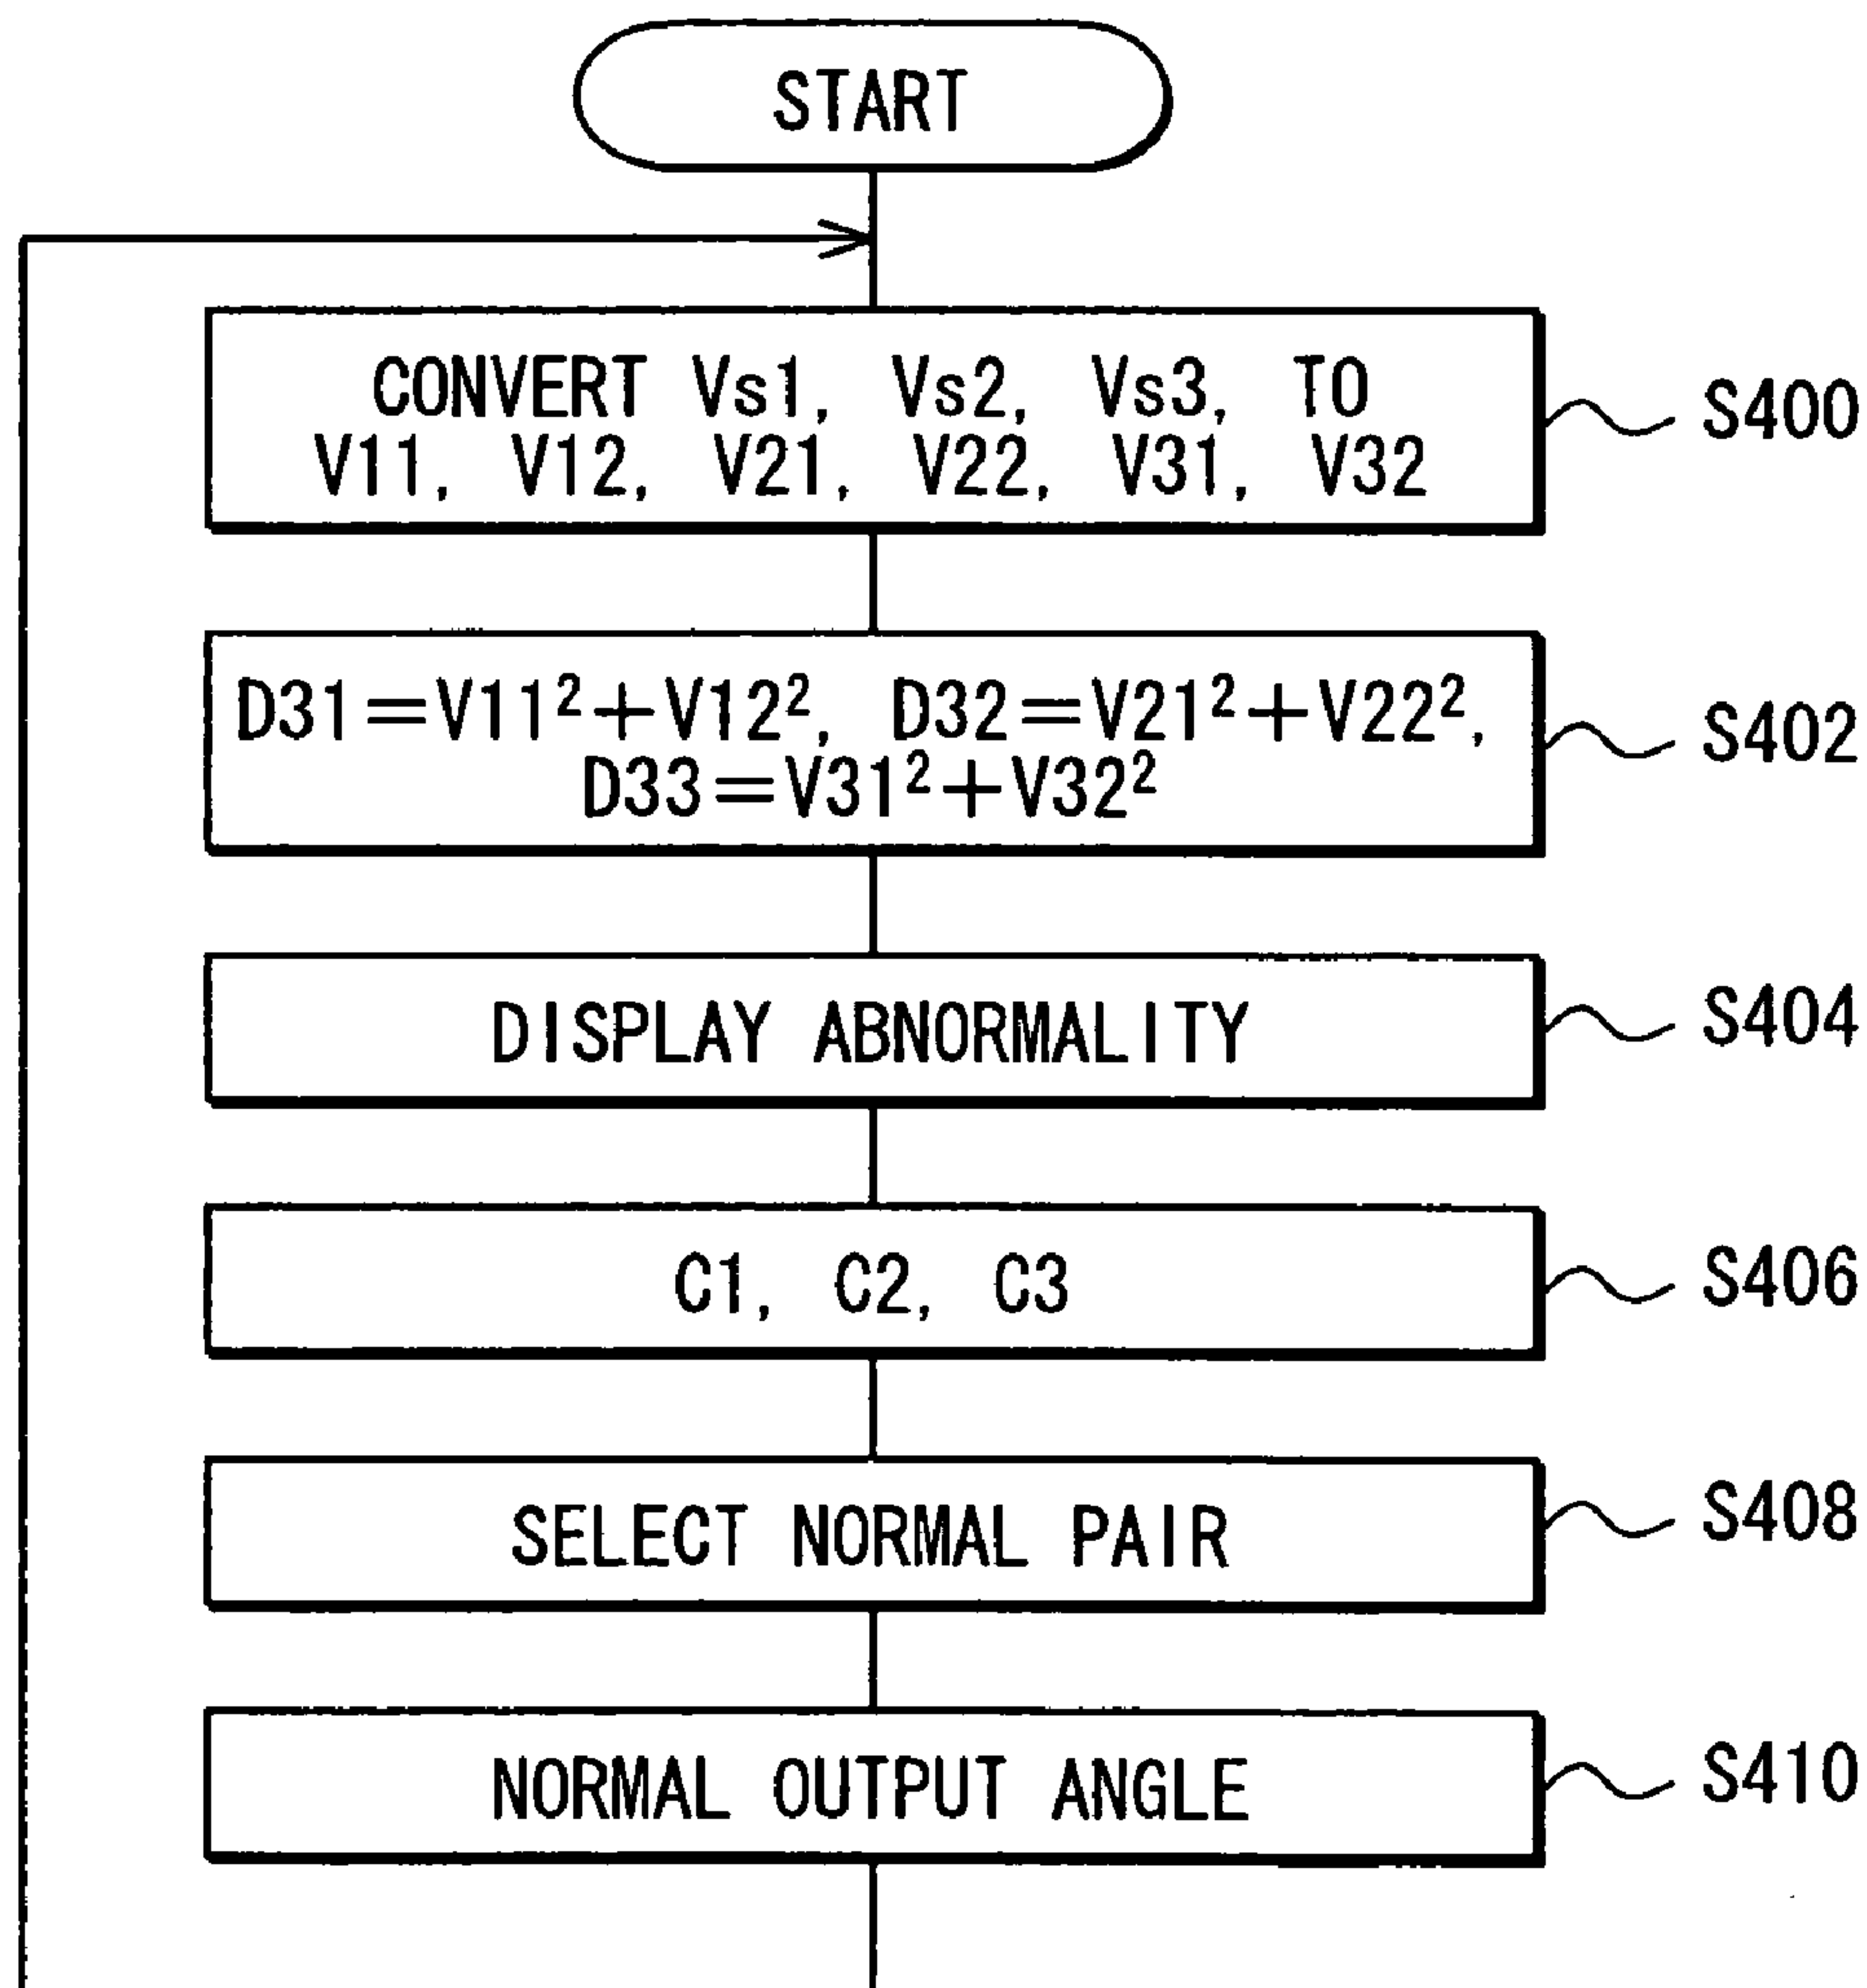 START
CONVERT Vs1, Vs2, Vs3, TO
V11, V12, V21, V22, V31, V32
S400
D31=V11²+V12², D32=V21²+V22²,
D33=V31²+V32²
S402
DISPLAY ABNORMALITY
S404
C1, C2, C3
S406
SELECT NORMAL PAIR
S408
NORMAL OUTPUT ANGLE
S410